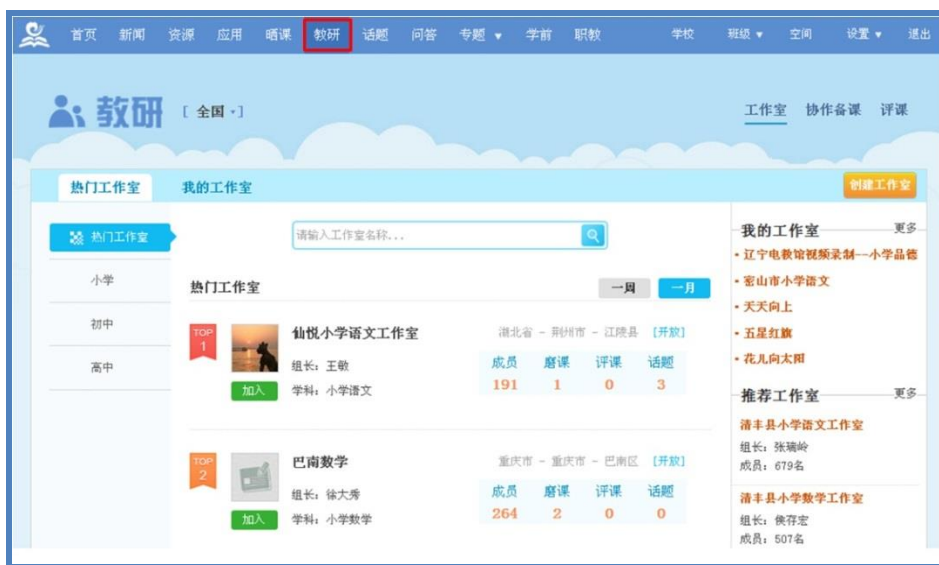 首页 新闻 资源 应用 晒课 教研 话题 问答 专题 ▾ 学前 职教 学校 班级 ▾ 空间 设置 ▾ 退出
教研 [ 全国 ▾]
工作室 协作备课 评课
热门工作室 我的工作室 创建工作室
热门工作室
小学
初中
高中
请输入工作室名称...
热门工作室 一周 一月
TOP 1
仙悦小学语文工作室 湖北省 - 荆州市 - 江陵县 [开放]
组长：王敏 成员 磨课 评课 话题
加入 学科：小学语文 191 1 0 3
TOP 2
巴南数学 重庆市 - 重庆市 - 巴南区 [开放]
组长：徐大秀 成员 磨课 评课 话题
加入 学科：小学数学 264 2 0 0
我的工作室 更多
• 辽宁电教馆视频录制--小学品德
• 密山市小学语文
• 天天向上
• 五星红旗
• 花儿向太阳
推荐工作室 更多
清丰县小学语文工作室
组长：张瑞岭
成员：679名
清丰县小学数学工作室
组长：侯存宏
成员：507名